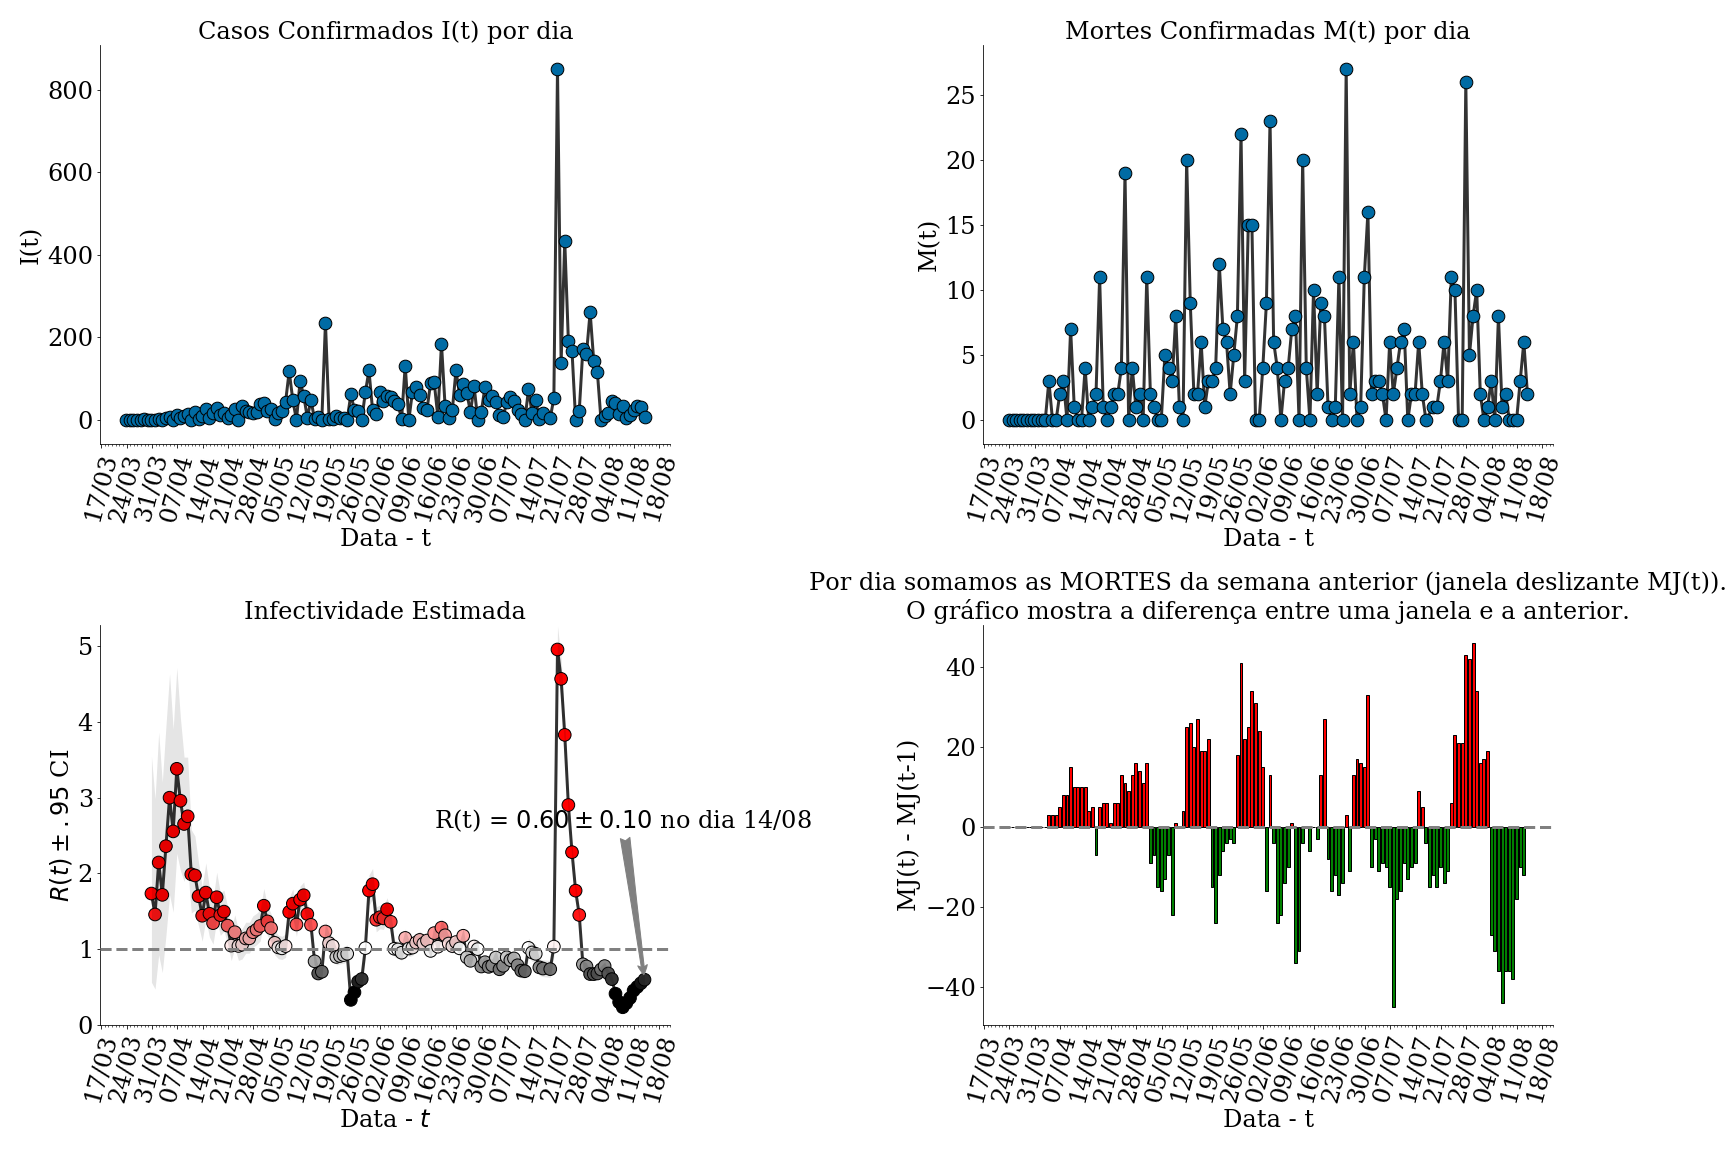 Casos Confirmados I(t) por dia
I(t)
800
600
400
200
0
17/03 24/03 31/03 07/04 14/04 21/04 28/04 05/05 12/05 19/05 26/05 02/06 09/06 16/06 23/06 30/06 07/07 14/07 21/07 28/07 04/08 11/08 18/08
Data - t
Mortes Confirmadas M(t) por dia
M(t)
25
20
15
10
5
0
17/03 24/03 31/03 07/04 14/04 21/04 28/04 05/05 12/05 19/05 26/05 02/06 09/06 16/06 23/06 30/06 07/07 14/07 21/07 28/07 04/08 11/08 18/08
Data - t
Infectividade Estimada
R(t) ± .95 CI
5
4
3
2
1
0
R(t) = 0.60 ± 0.10 no dia 14/08
17/03 24/03 31/03 07/04 14/04 21/04 28/04 05/05 12/05 19/05 26/05 02/06 09/06 16/06 23/06 30/06 07/07 14/07 21/07 28/07 04/08 11/08 18/08
Data - t
Por dia somamos as MORTES da semana anterior (janela deslizante MJ(t)).
O gráfico mostra a diferença entre uma janela e a anterior.
MJ(t) - MJ(t-1)
40
20
0
−20
−40
17/03 24/03 31/03 07/04 14/04 21/04 28/04 05/05 12/05 19/05 26/05 02/06 09/06 16/06 23/06 30/06 07/07 14/07 21/07 28/07 04/08 11/08 18/08
Data - t